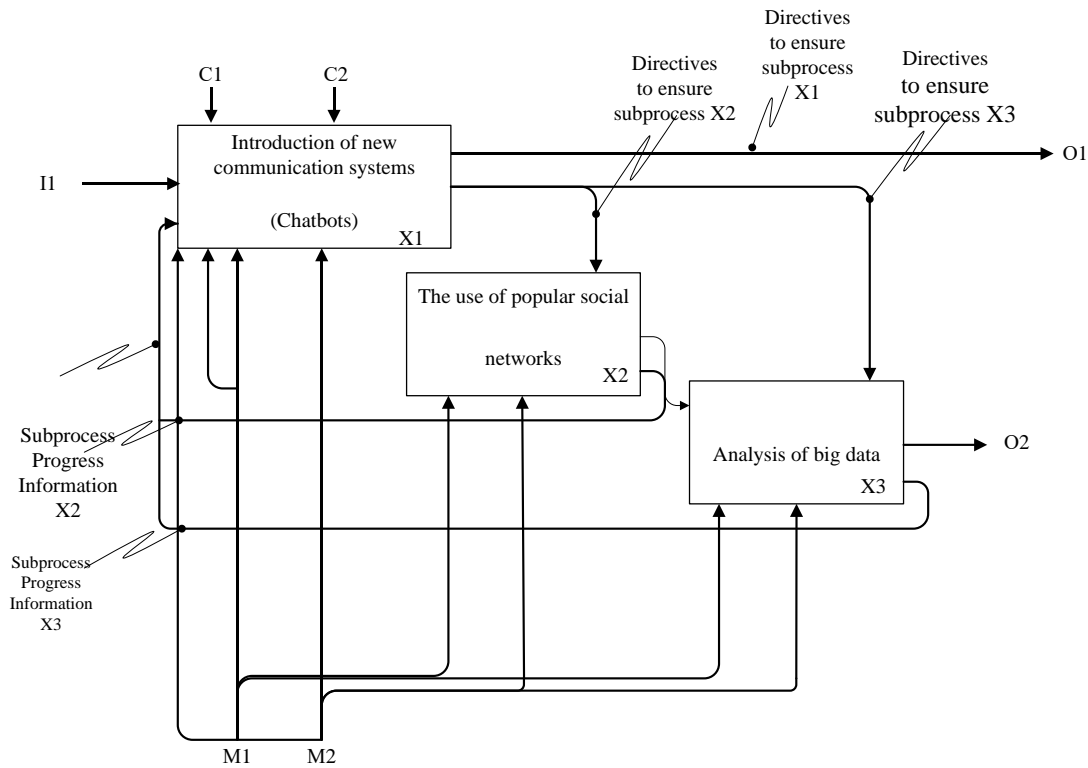 Directives
to ensure
subprocess
X1
Directives
to ensure
subprocess X2
Directives
to ensure
subprocess X3
C1
C2
Introduction of new
communication systems
(Chatbots)
X1
I1
O1
The use of popular social
networks
X2
Analysis of big data
X3
O2
Subprocess
Progress
Information
X2
Subprocess
Progress
Information
X3
M1
M2